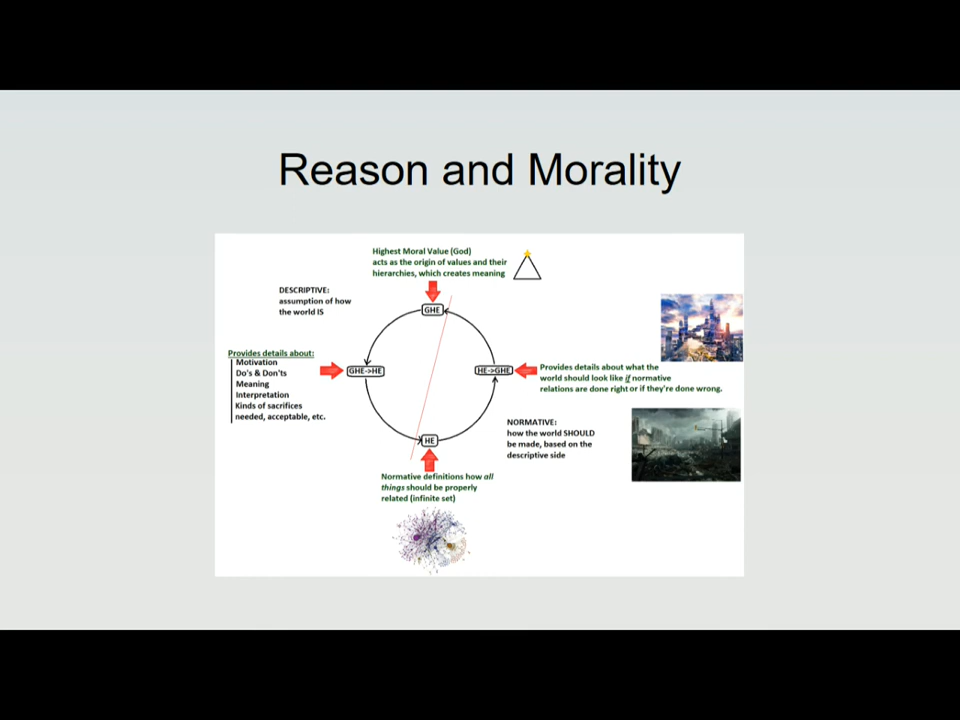 Reason and Morality
Highest Moral Value (God)
acts as the origin of values and their
hierarchies, which creates meaning
DESCRIPTIVE:
assumption of how
the world IS
GHE
Provides details about:
Motivation
Do's & Don'ts
Meaning
Interpretation
Kinds of sacrifices
needed, acceptable, etc.
GHE->HE
HE->GHE
Provides details about what the
world should look like if normative
relations are done right or if they're done wrong.
NORMATIVE:
how the world SHOULD
be made, based on the
descriptive side
HE
Normative definitions how all
things should be properly
related (infinite set)